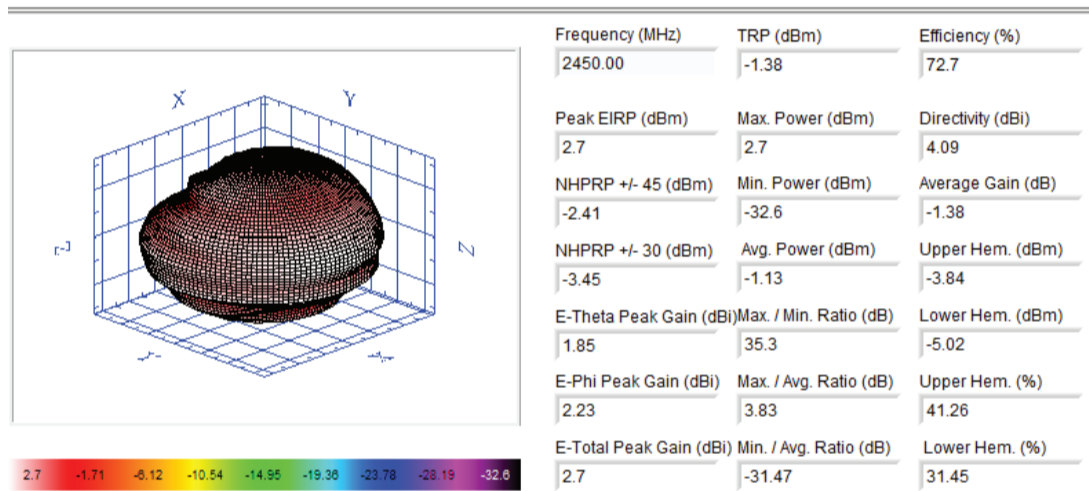 Frequency (MHz) TRP (dBm) Efficiency (%)
2450.00 -1.38 72.7
X Y
Z
Peak EIRP (dBm) Max. Power (dBm) Directivity (dBi)
2.7 2.7 4.09
NHPRP +/- 45 (dBm) Min. Power (dBm) Average Gain (dB)
-2.41 -32.6 -1.38
NHPRP +/- 30 (dBm) Avg. Power (dBm) Upper Hem. (dBm)
-3.45 -1.13 -3.84
E-Theta Peak Gain (dBi) Max. / Min. Ratio (dB) Lower Hem. (dBm)
1.85 35.3 -5.02
E-Phi Peak Gain (dBi) Max. / Avg. Ratio (dB) Upper Hem. (%)
2.23 3.83 41.26
E-Total Peak Gain (dBi) Min. / Avg. Ratio (dB) Lower Hem. (%)
2.7 -31.47 31.45
2.7 -1.71 -6.12 -10.54 -14.95 -19.36 -23.78 -28.19 -32.6